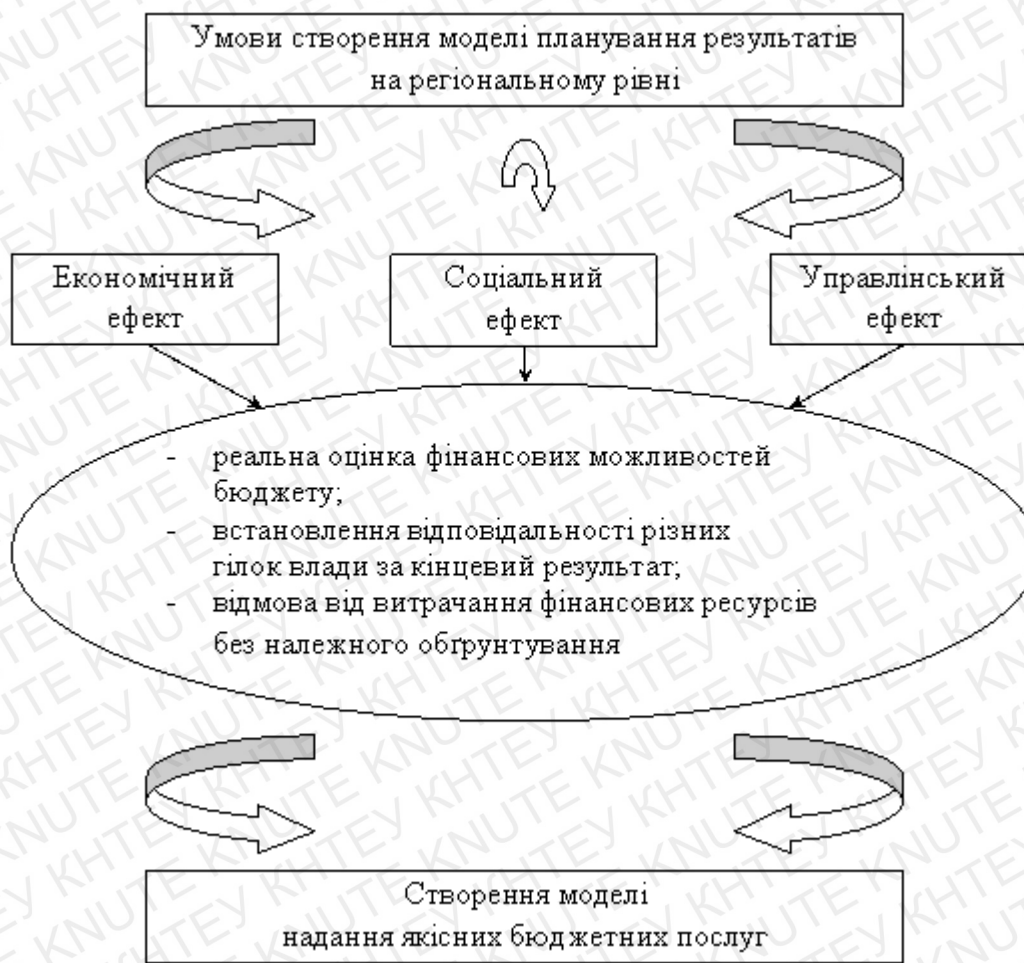 Умови створення моделі планування результатів
на регіональному рівні
Економічний
ефект
Соціальний
ефект
Управлінський
ефект
- реальна оцінка фінансових можливостей
бюджету;
- встановлення відповідальності різних
гілок влади за кінцевий результат;
- відмова від витрачання фінансових ресурсів
без належного обґрунтування
Створення моделі
надання якісних бюджетних послуг